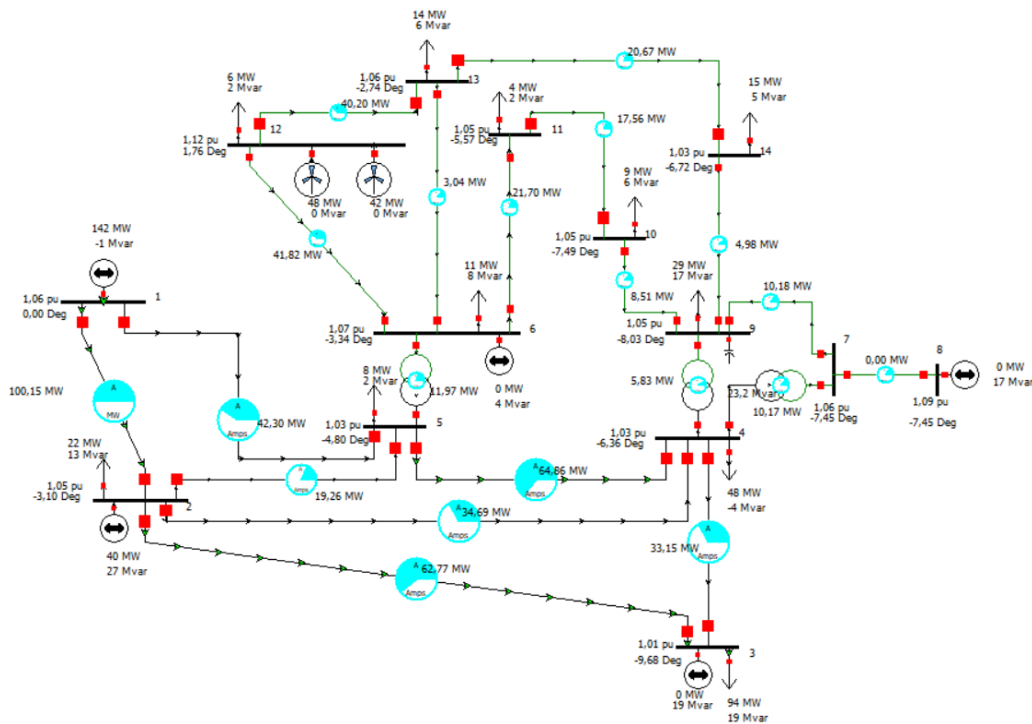 14 MW
6 Mvar
20,67 MW
6 MW
2 Mvar
1,06 pu
-2,74 Deg
13
40,20 MW
4 MW
2 Mvar
15 MW
5 Mvar
12
17,56 MW
1,05 pu
-5,57 Deg
11
1,12 pu
1,76 Deg
14
1,03 pu
-6,72 Deg
48 MW
0 Mvar
42 MW
0 Mvar
3,04 MW
21,70 MW
9 MW
6 Mvar
142 MW
-1 Mvar
41,82 MW
1,05 pu
-7,49 Deg
10
4,98 MW
11 MW
8 Mvar
29 MW
17 Mvar
8,51 MW
10,18 MW
1,06 pu
0,00 Deg
1
1,07 pu
-3,34 Deg
6
1,05 pu
-8,03 Deg
9
7
0,00 MW
8
0 MW
17 Mvar
0 MW
4 Mvar
8 MW
2 Mvar
11,97 MW
5,83 MW
23,2 Mvar
10,17 MW
1,06 pu
-7,45 Deg
1,09 pu
-7,45 Deg
100,15 MW
A
MW
A
Amps
42,30 MW
1,03 pu
-4,80 Deg
5
1,03 pu
-6,36 Deg
4
22 MW
13 Mvar
1,05 pu
-3,10 Deg
2
A
Amps
19,26 MW
A
Amps
64,86 MW
48 MW
-4 Mvar
A
Amps
34,69 MW
A
Amps
33,15 MW
40 MW
27 Mvar
A
Amps
62,77 MW
1,01 pu
-9,68 Deg
3
0 MW
19 Mvar
94 MW
19 Mvar